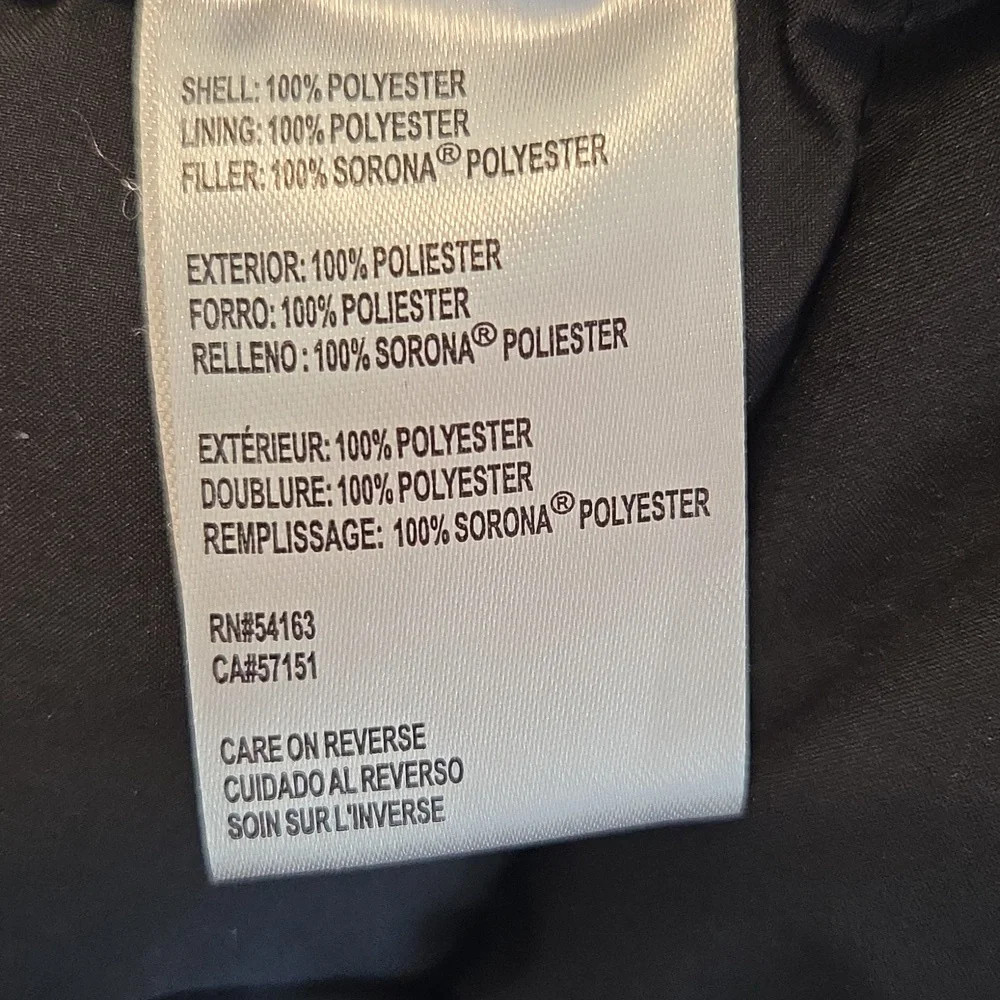 SHELL: 100% POLYESTER
LINING: 100% POLYESTER
FILLER: 100% SORONA® POLYESTER
EXTERIOR: 100% POLIESTER
FORRO: 100% POLIESTER
RELLENO : 100% SORONA® POLIESTER
EXTÉRIEUR: 100% POLYESTER
DOUBLURE: 100% POLYESTER
REMPLISSAGE: 100% SORONA® POLYESTER
RN#54163
CA#57151
CARE ON REVERSE
CUIDADO AL REVERSO
SOIN SUR L'INVERSE